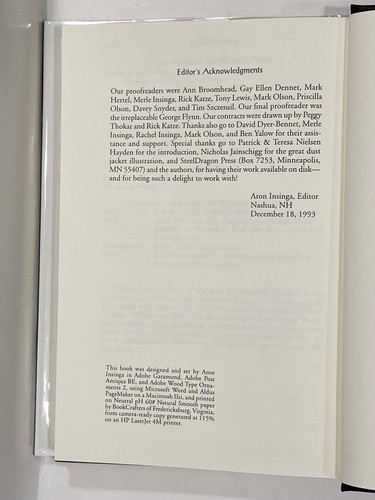 Editor's Acknowledgments
Our proofreaders were Ann Broomhead, Gay Ellen Dennet, Mark
Hertel, Merle Insinga, Rick Katze, Tony Lewis, Mark Olson, Priscilla
Olson, Davey Snyder, and Tim Szczesuil. Our final proofreader was
the irreplaceable George Flynn. Our contracts were drawn up by Peggy
Thokar and Rick Katze. Thanks also go to David Dyer-Bennet, Merle
Insinga, Rachel Insinga, Mark Olson, and Ben Yalow for their assis-
tance and support. Special thanks go to Patrick & Teresa Nielsen
Hayden for the introduction, Nicholas Jainschigg for the great dust
jacket illustration, and SteelDragon Press (Box 7253, Minneapolis,
MN 55407) and the authors, for having their work available on disk—
and for being such a delight to work with!
Aron Insinga, Editor
Nashua, NH
December 18, 1993
This book was designed and set by Aron
Insinga in Adobe Garamond, Adobe Post
Antiqua BE, and Adobe Wood Type Orna-
ments 2, using Microsoft Word and Aldus
PageMaker on a Macintosh IIsi, and printed
on Neutral pH 60# Natural Smooth paper
by BookCrafters of Fredericksburg, Virginia,
from camera-ready copy generated at 115%
on an HP LaserJet 4M printer.